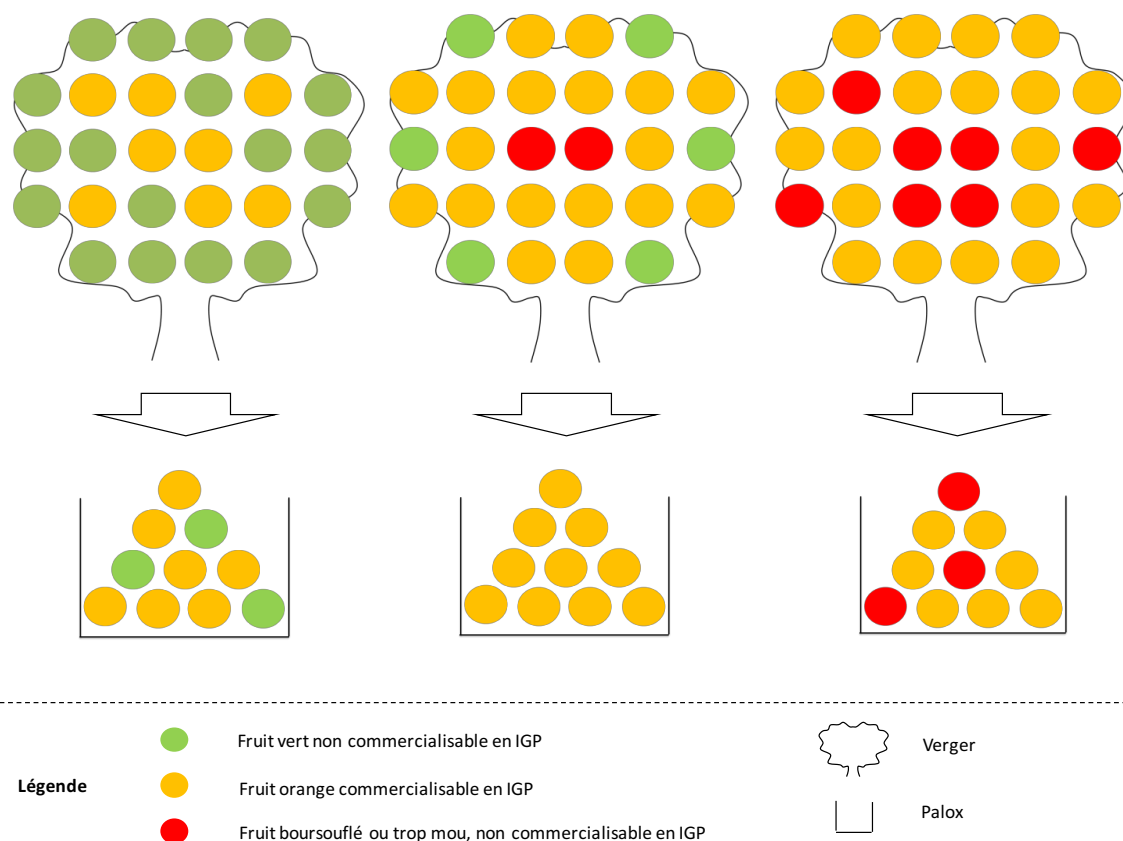 Fruit vert non commercialisable en IGP
Verger
Légende
Fruit orange commercialisable en IGP
Palox
Fruit boursouflé ou trop mou, non commercialisable en IGP